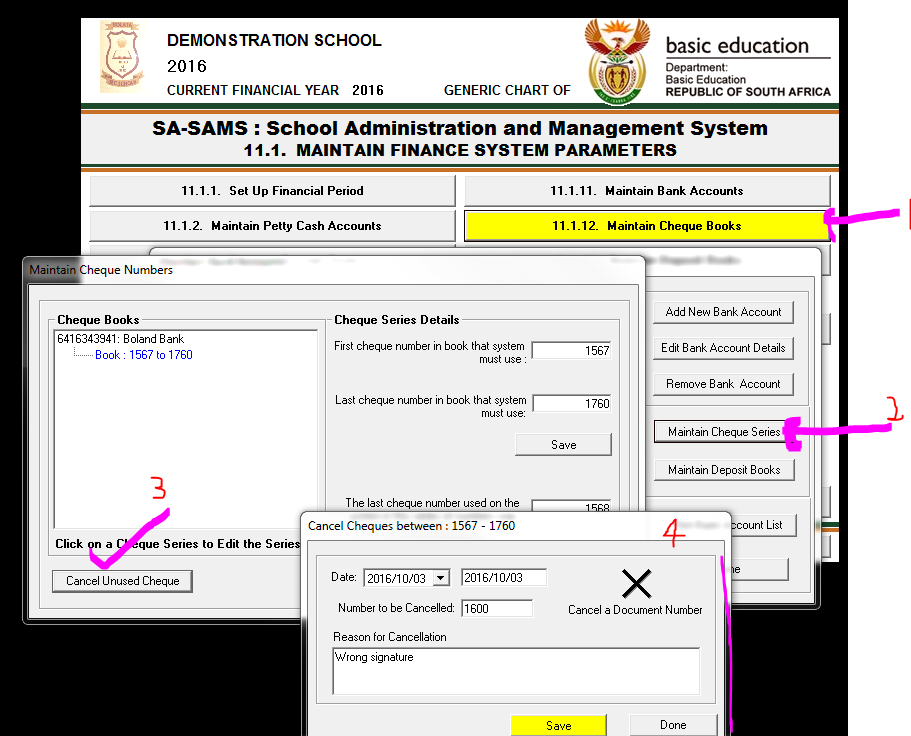 DEMONSTRATION SCHOOL
2016
CURRENT FINANCIAL YEAR 2016 GENERIC CHART OF
basic education
Department:
Basic Education
REPUBLIC OF SOUTH AFRICA
SA-SAMS : School Administration and Management System
11.1. MAINTAIN FINANCE SYSTEM PARAMETERS
11.1.1. Set Up Financial Period
11.1.11. Maintain Bank Accounts
11.1.2. Maintain Petty Cash Accounts
11.1.12. Maintain Cheque Books
1
Maintain Cheque Numbers
Cheque Books
6416343941: Boland Bank
Book : 1567 to 1760
Click on a Cheque Series to Edit the Series
3
Cancel Unused Cheque
Cheque Series Details
First cheque number in book that system
must use :
1567
Last cheque number in book that system
must use:
1760
Save
The last cheque number used on the
1568
Add New Bank Account
Edit Bank Account Details
Remove Bank Account
Maintain Cheque Series
2
Maintain Deposit Books
ccount List
ne
Cancel Cheques between : 1567 - 1760
4
Date: 2016/10/03 2016/10/03
Number to be Cancelled: 1600
Cancel a Document Number
Reason for Cancellation
Wrong signature
Save
Done